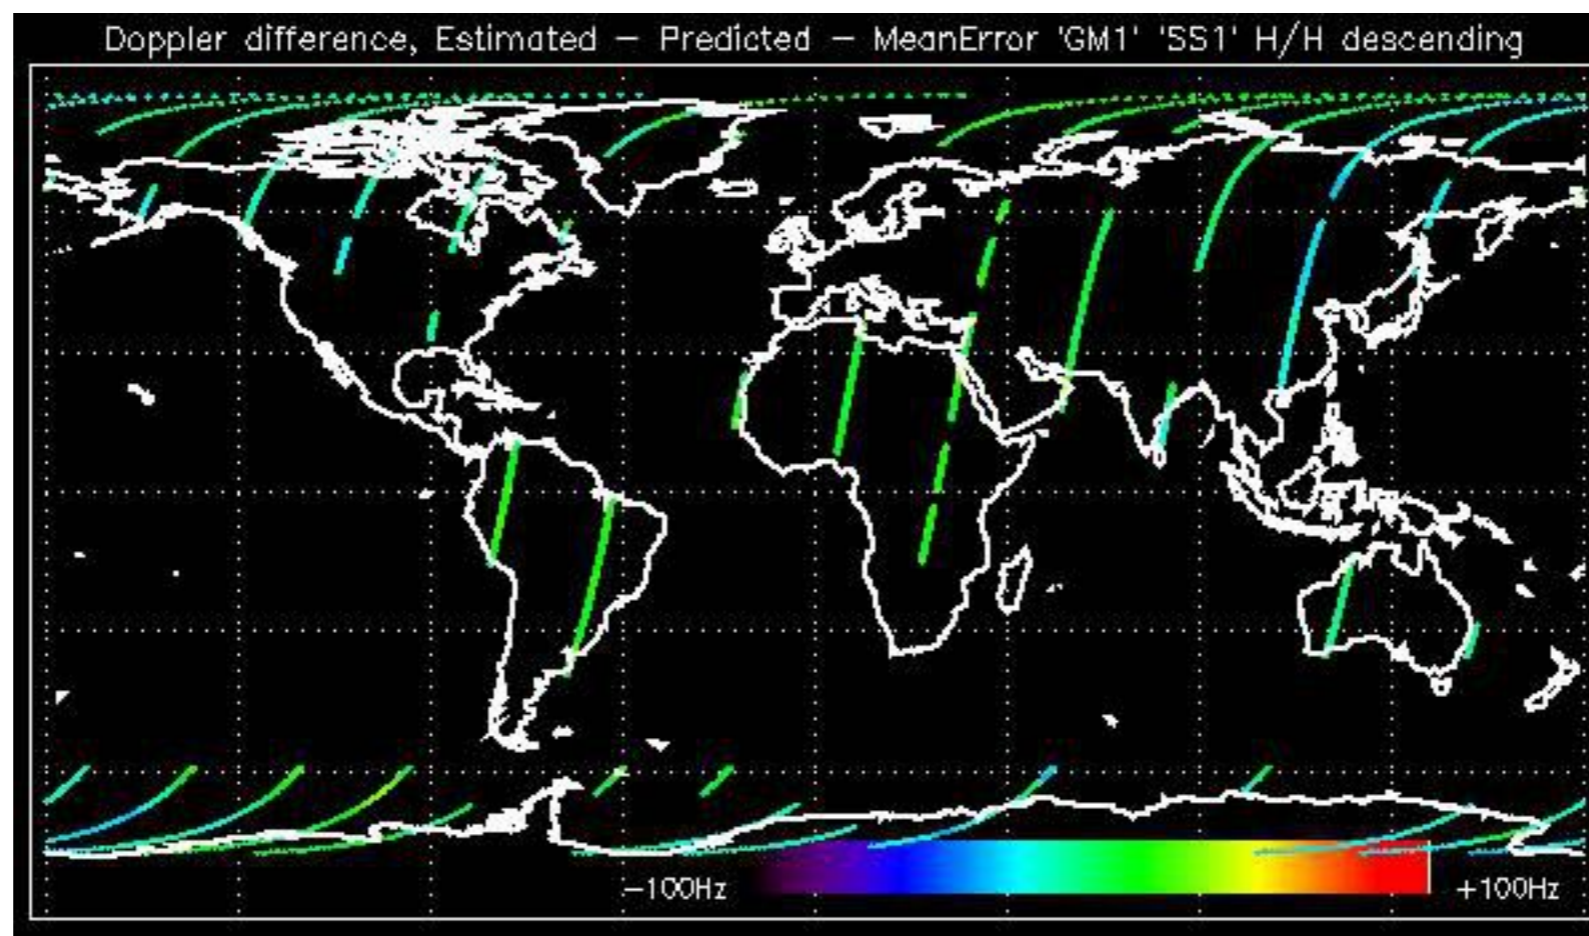 Doppler difference, Estimated – Predicted – MeanError 'GM1' 'SS1' H/H descending
–100Hz
+100Hz